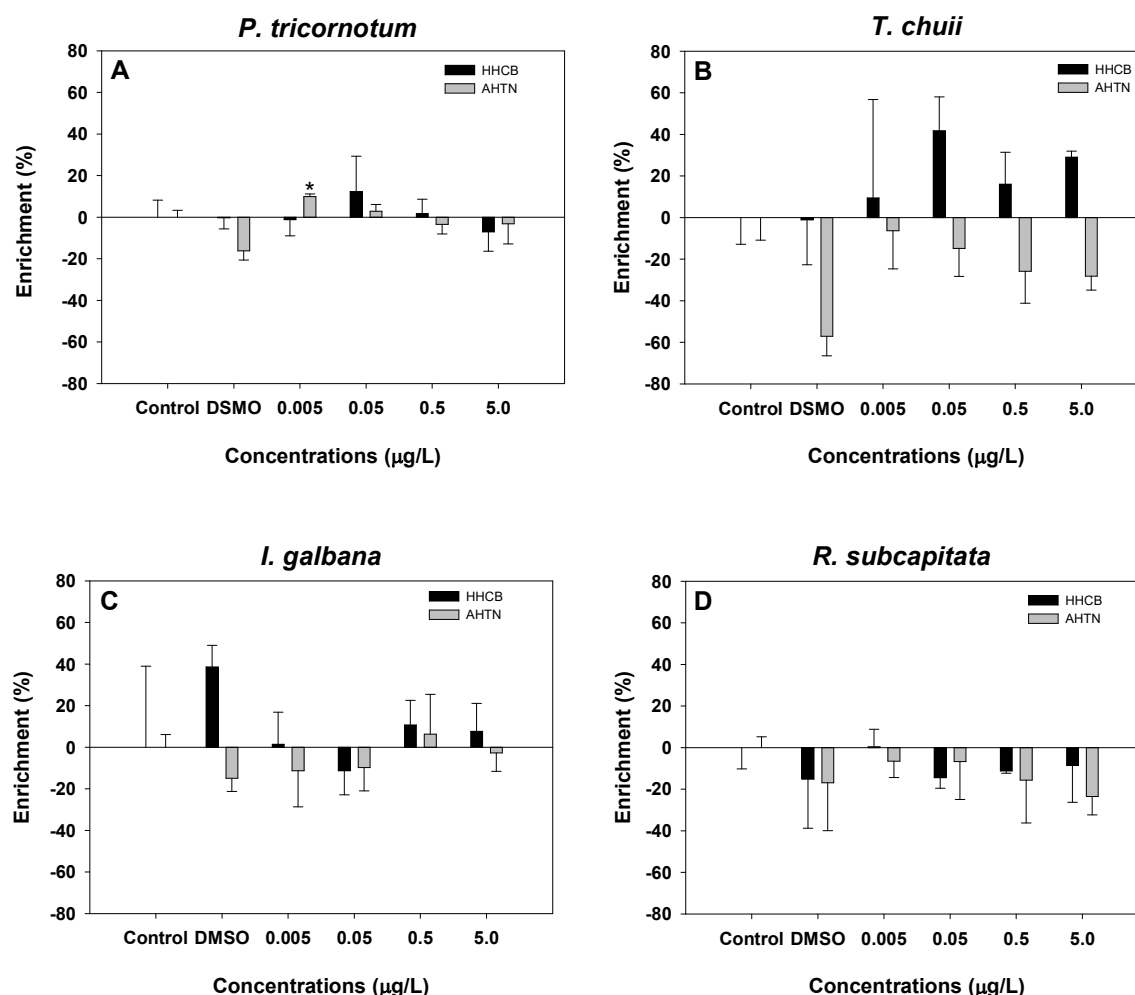 P. tricornotum
A
HHCB
AHTN
Enrichment (%)
80
60
40
20
0
-20
-40
-60
-80
*
Control DSMO 0.005 0.05 0.5 5.0
Concentrations (µg/L)
T. chuii
B
HHCB
AHTN
Enrichment (%)
80
60
40
20
0
-20
-40
-60
-80
Control DSMO 0.005 0.05 0.5 5.0
Concentrations (µg/L)
I. galbana
C
HHCB
AHTN
Enrichment (%)
80
60
40
20
0
-20
-40
-60
-80
Control DMSO 0.005 0.05 0.5 5.0
Concentrations (µg/L)
R. subcapitata
D
HHCB
AHTN
Enrichment (%)
80
60
40
20
0
-20
-40
-60
-80
Control DMSO 0.005 0.05 0.5 5.0
Concentrations (µg/L)